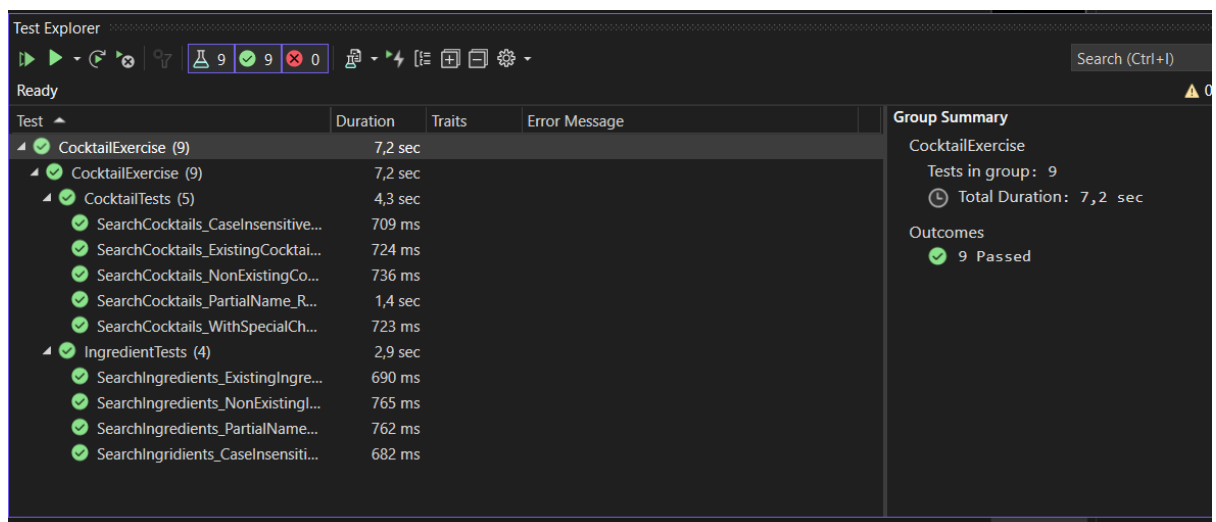 Test Explorer
9 9 0 Search (Ctrl+I)
Ready 0
Test Duration Traits Error Message
CocktailExercise (9) 7,2 sec
CocktailExercise (9) 7,2 sec
CocktailTests (5) 4,3 sec
SearchCocktails_CaseInsensitive... 709 ms
SearchCocktails_ExistingCocktai... 724 ms
SearchCocktails_NonExistingCo... 736 ms
SearchCocktails_PartialName_R... 1,4 sec
SearchCocktails_WithSpecialCh... 723 ms
IngredientTests (4) 2,9 sec
SearchIngredients_ExistingIngre... 690 ms
SearchIngredients_NonExistingI... 765 ms
SearchIngredients_PartialName... 762 ms
SearchIngridients_CaseInsensiti... 682 ms
Group Summary
CocktailExercise
Tests in group: 9
Total Duration: 7,2 sec
Outcomes
9 Passed